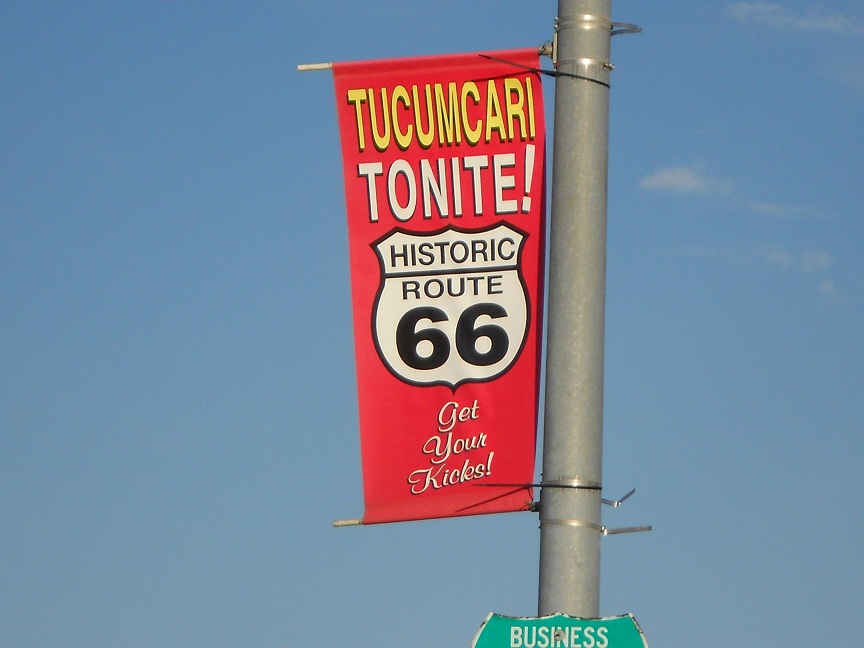 TUCUMCARI
TONITE!
HISTORIC
ROUTE
66
Get
Your
Kicks!
BUSINESS